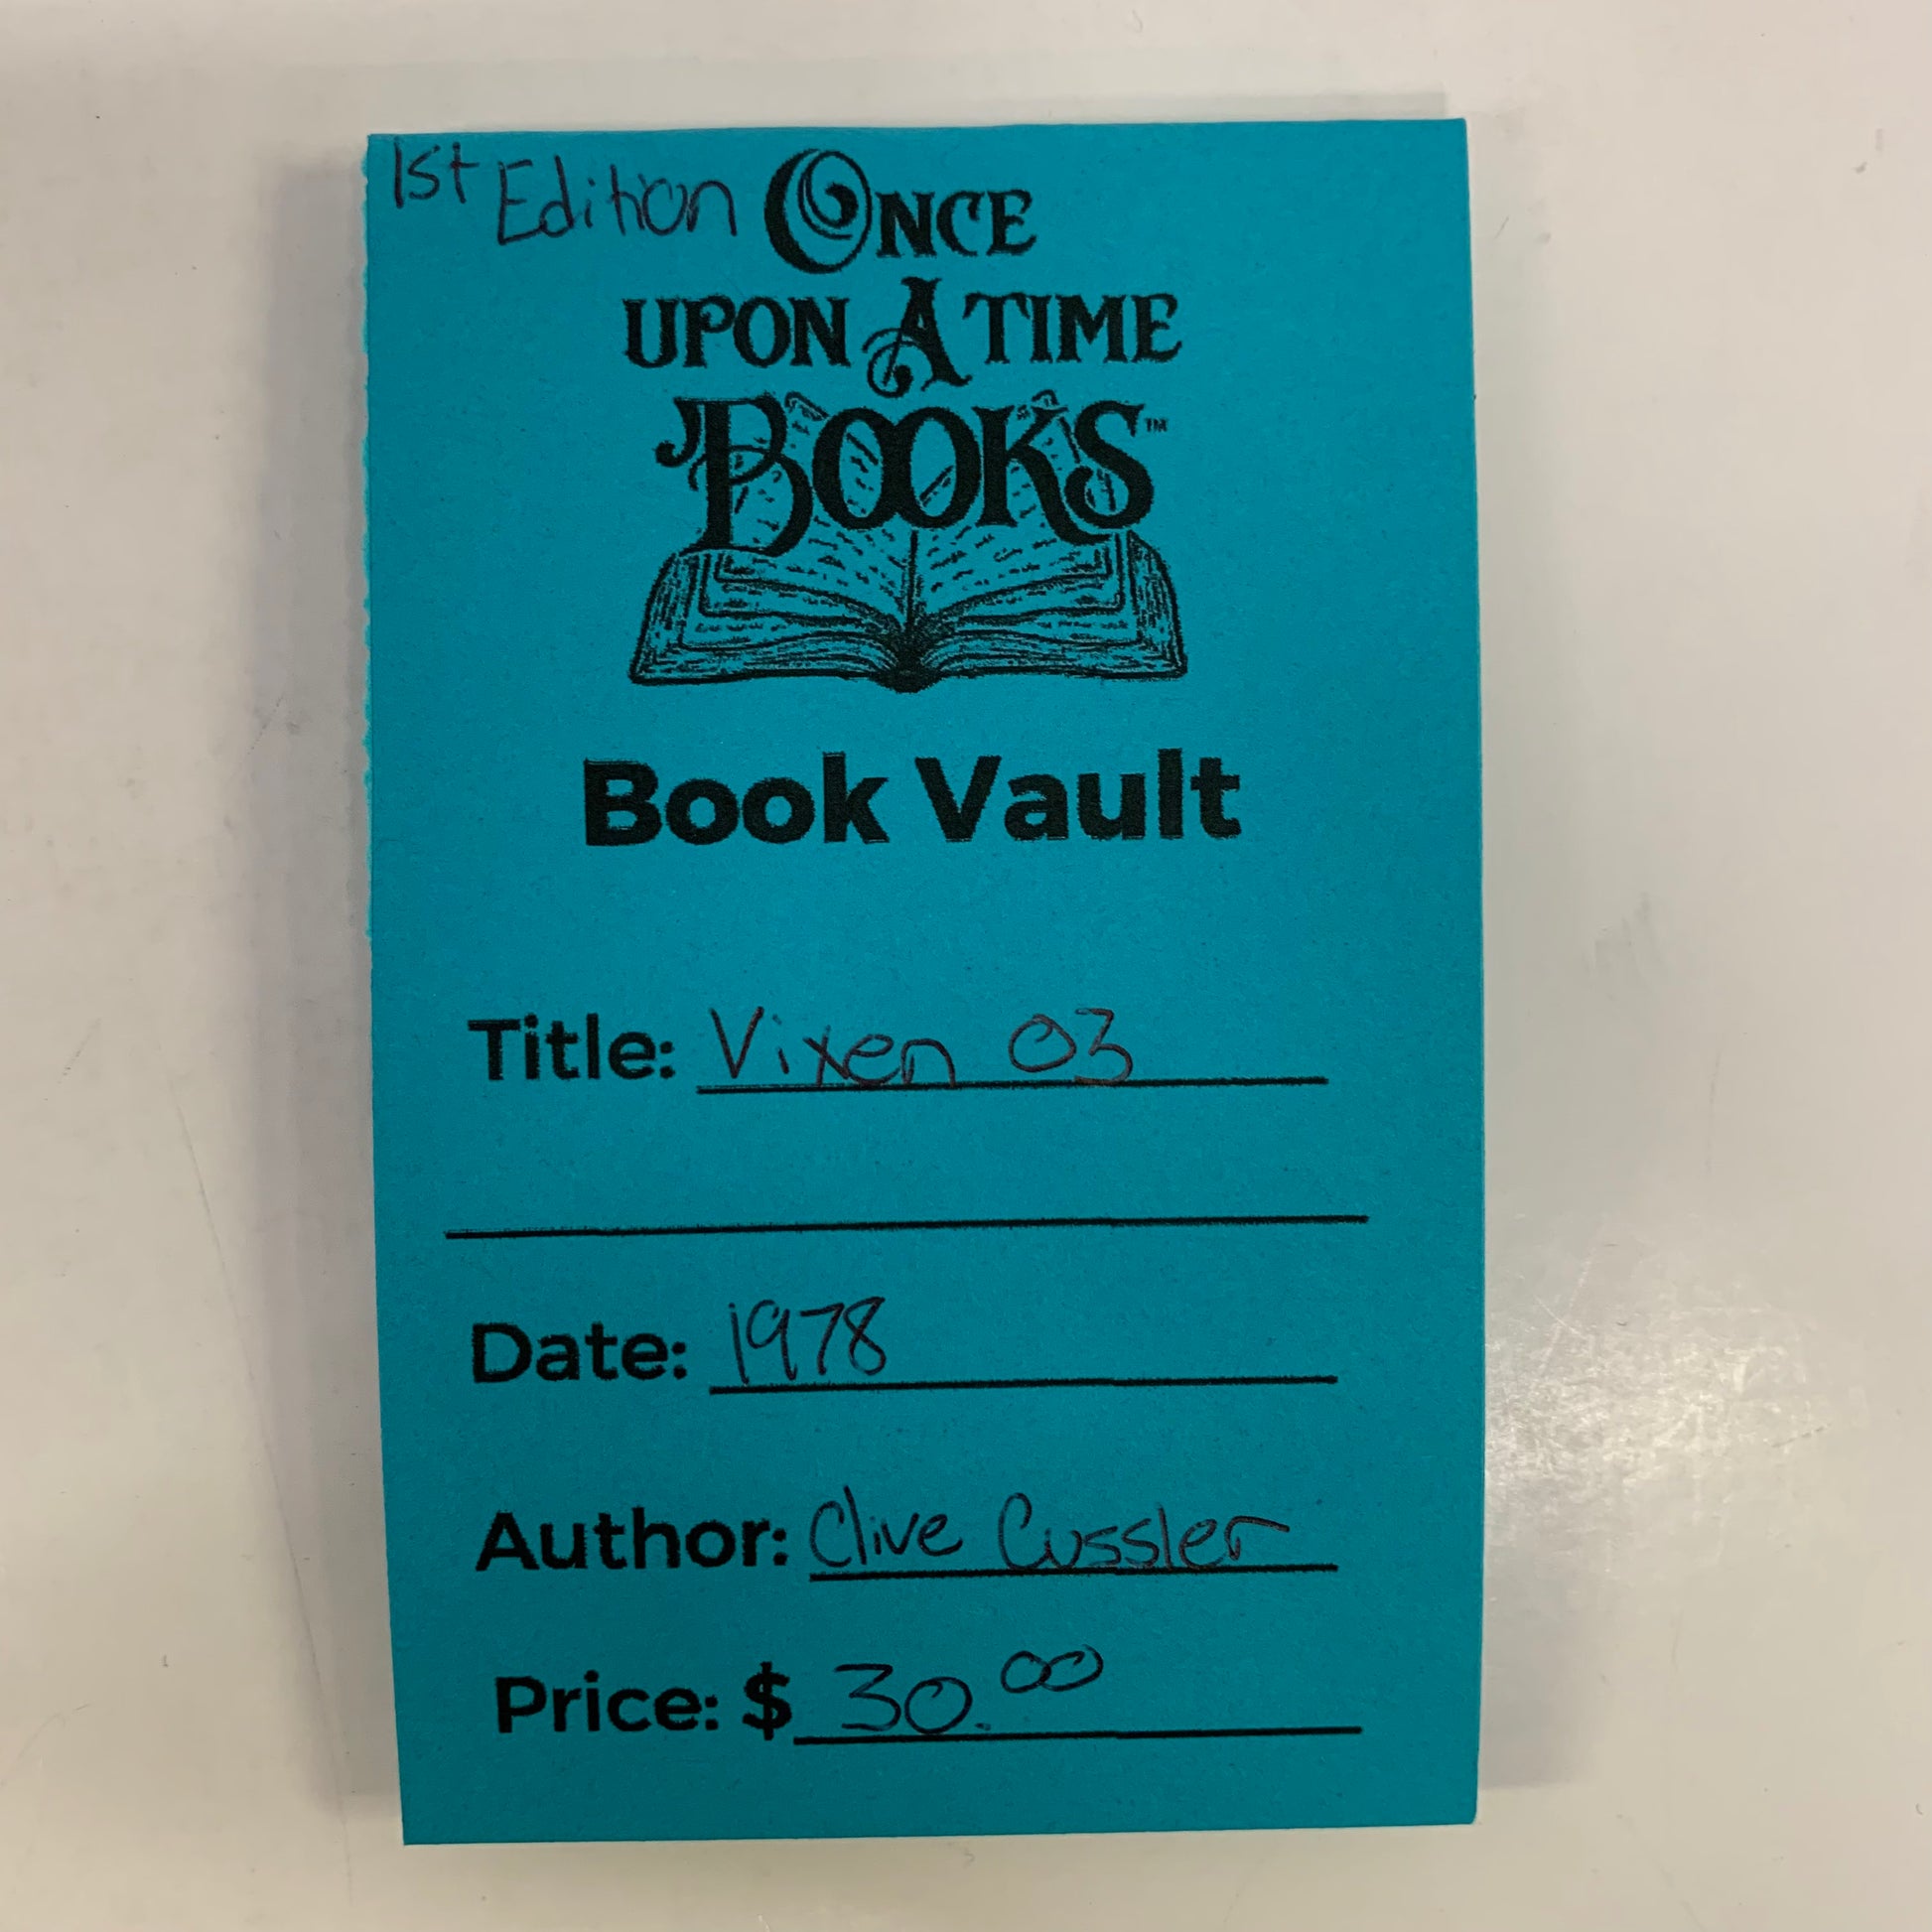 1st Edition ONCE
UPON A TIME
BOOKS™
Book Vault
Title: Vixen 03
Date: 1978
Author: Clive Cussler
Price: $ 30.00